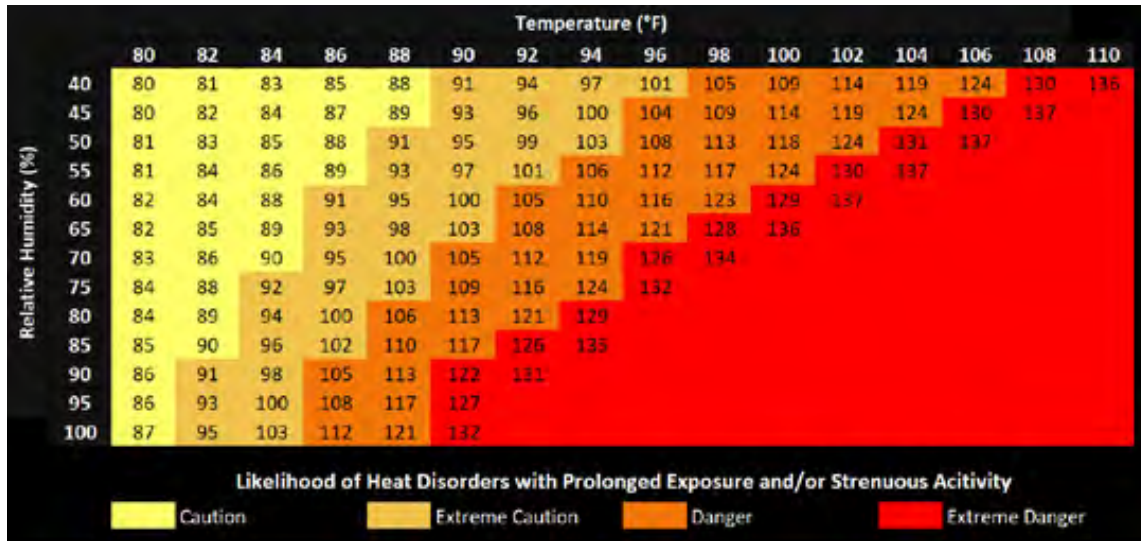 Temperature (°F)
80 82 84 86 88 90 92 94 96 98 100 102 104 106 108 110
Relative Humidity (%)
40 80 81 83 85 88 91 94 97 101 105 109 114 119 124 130 136
45 80 82 84 87 89 93 96 100 104 109 114 119 124 130 137
50 81 83 85 88 91 95 99 103 108 113 118 124 131 137
55 81 84 86 89 93 97 101 106 112 117 124 130 137
60 82 84 88 91 95 100 105 110 116 123 129 137
65 82 85 89 93 98 103 108 114 121 128 136
70 83 86 90 95 100 105 112 119 126 134
75 84 88 92 97 103 109 116 124 132
80 84 89 94 100 106 113 121 129
85 85 90 96 102 110 117 126 135
90 86 91 98 105 113 122 131
95 86 93 100 108 117 127
100 87 95 103 112 121 132
Likelihood of Heat Disorders with Prolonged Exposure and/or Strenuous Acitivity
Caution Extreme Caution Danger Extreme Danger